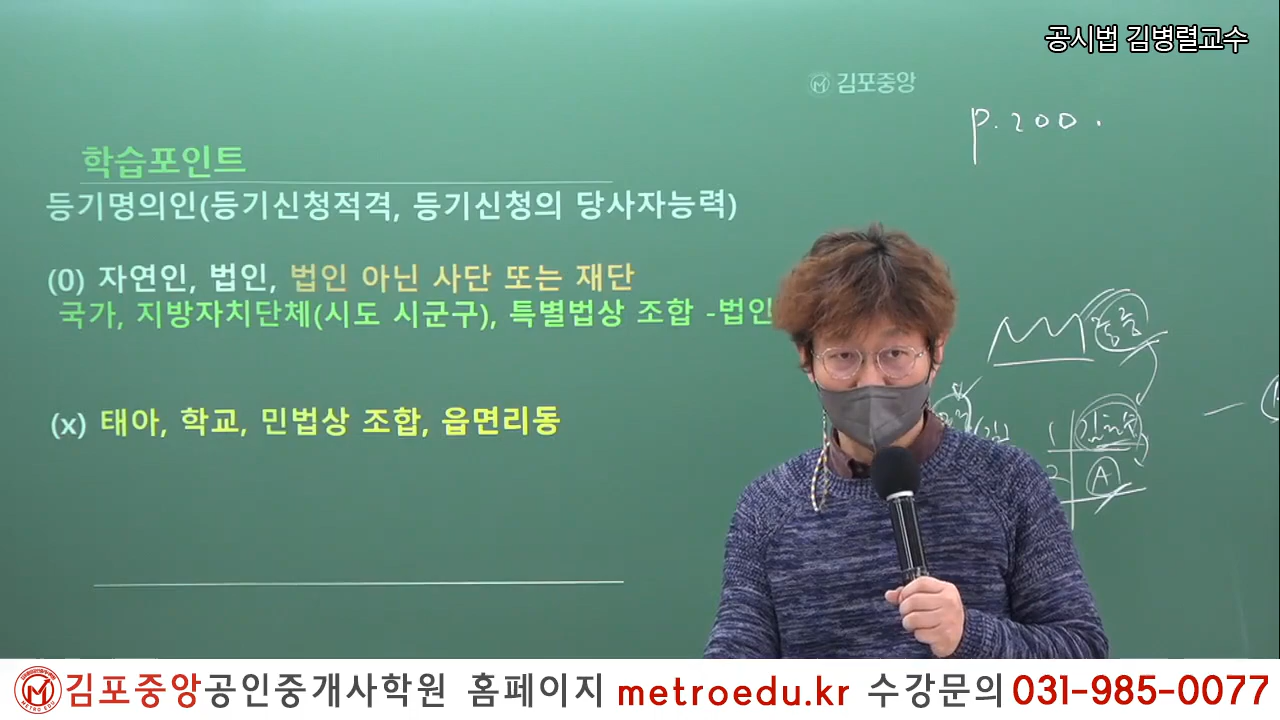 공시법 김병렬교수
김포중앙
p.200.
학습포인트
등기명의인(등기신청적격, 등기신청의 당사자능력)
(0) 자연인, 법인, 법인 아닌 사단 또는 재단
국가, 지방자치단체(시도 시군구), 특별법상 조합 -법인
(x) 태아, 학교, 민법상 조합, 읍면리동
1
2 A
김포중앙공인중개사학원 홈페이지 metroedu.kr 수강문의 031-985-0077